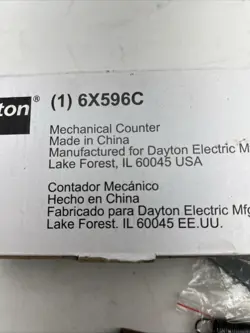 ton®
(1) 6X596C
Mechanical Counter
Made in China
Manufactured for Dayton Electric M
Lake Forest, IL 60045 USA
Contador Mecánico
Hecho en China
Fabricado para Dayton Electric Mfg
Lake Forest. IL 60045 EE.UU.